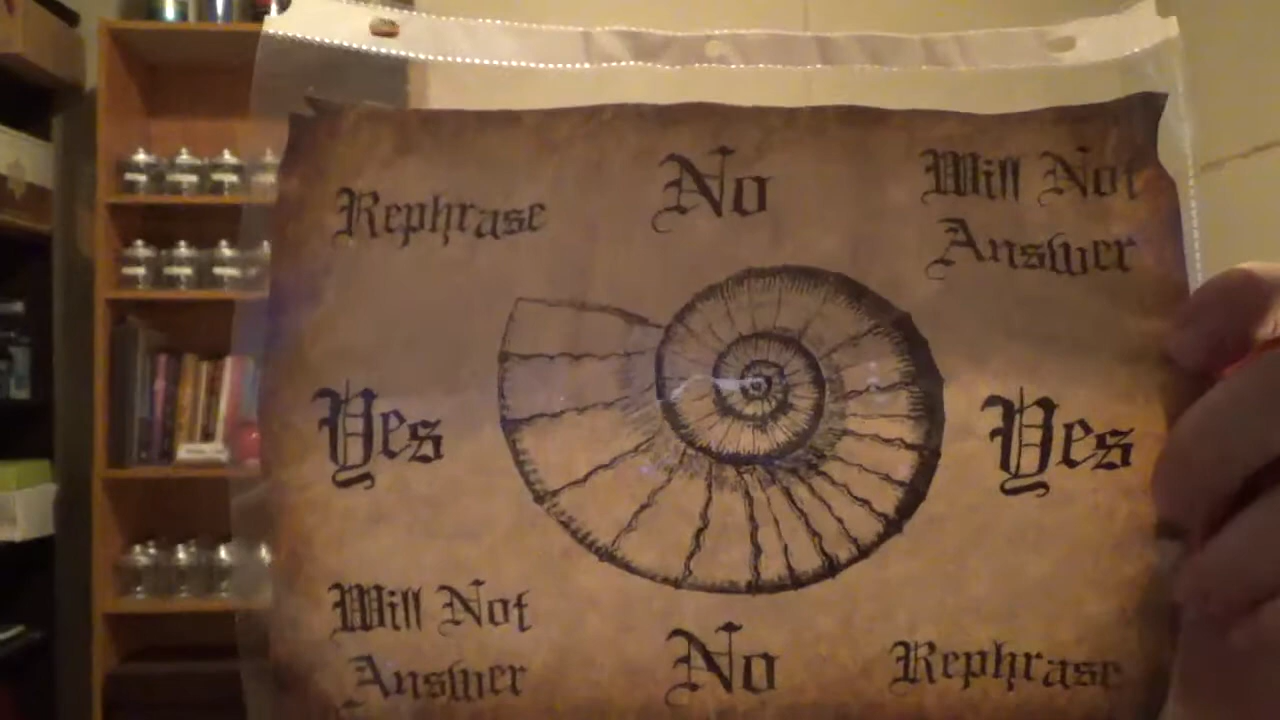 Rephrase
No
Will Not
Answer
Yes
Yes
Will Not
Answer
No
Rephrase